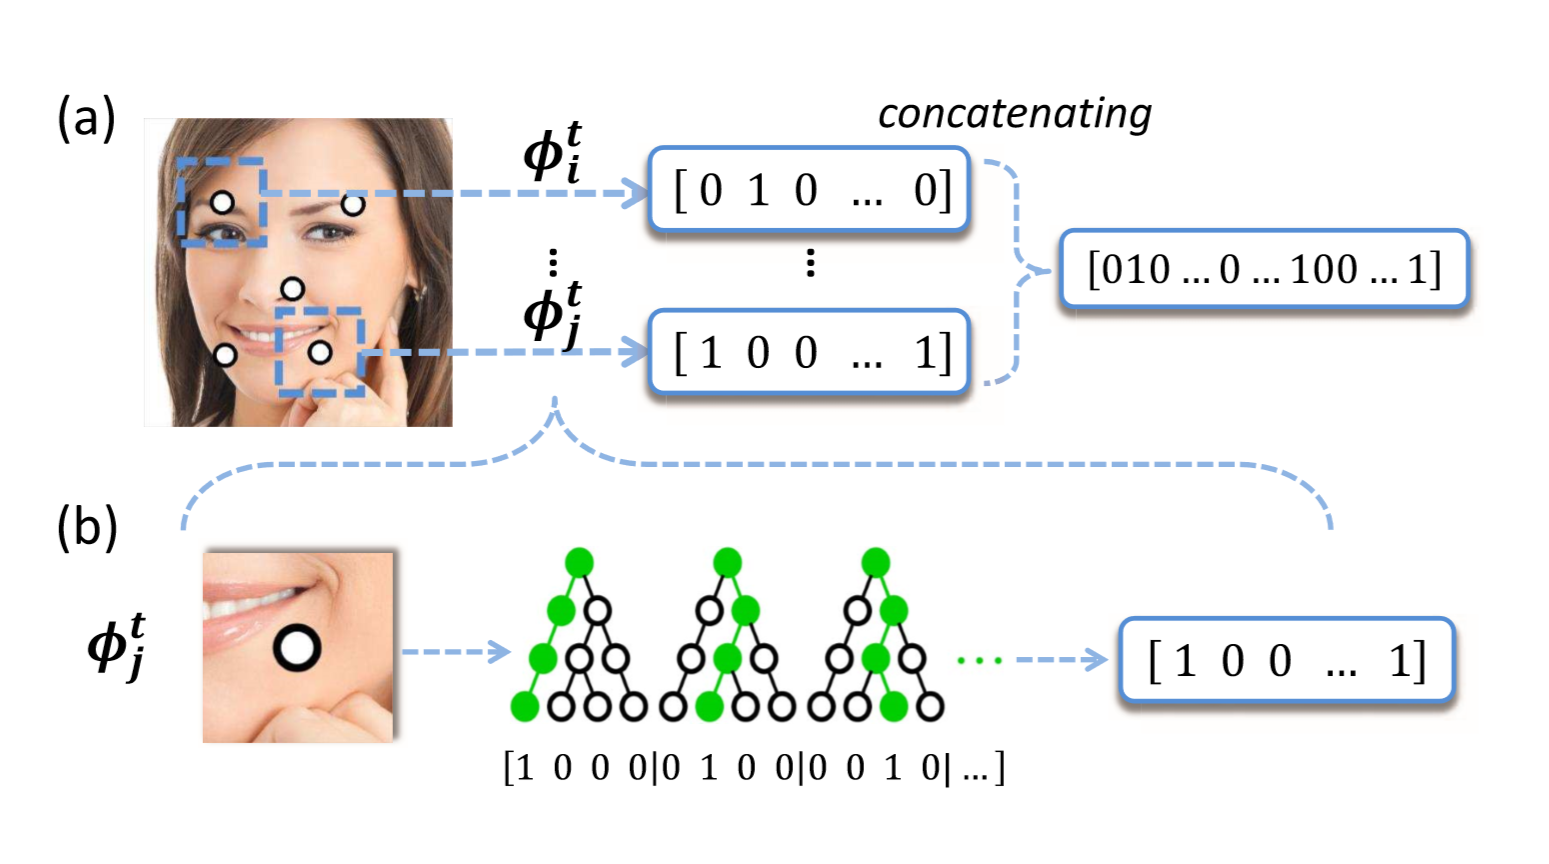 (a)
concatenating
ϕ_i^t
[ 0 1 0 ... 0]
⋮ ⋮
[010 ... 0 ... 100 ... 1]
ϕ_j^t
[ 1 0 0 ... 1]
(b)
ϕ_j^t
...
[ 1 0 0 ... 1]
[1 0 0 0|0 1 0 0|0 0 1 0| ... ]